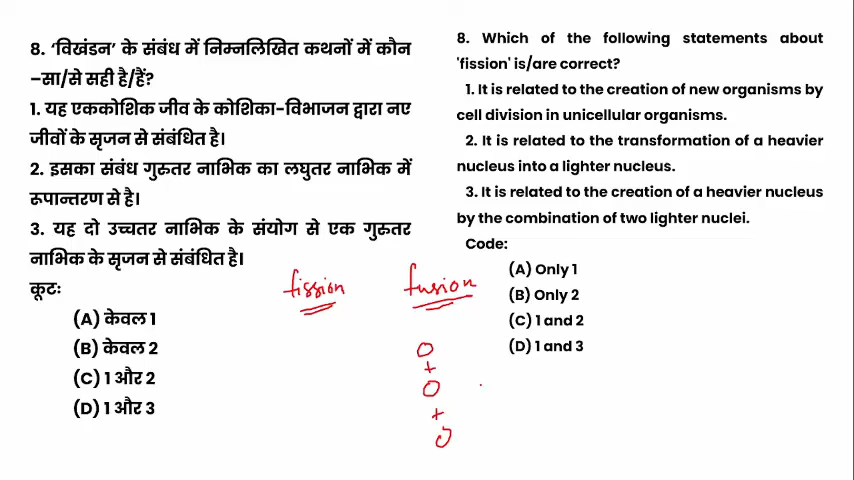 8. ‘विखंडन’ के संबंध में निम्नलिखित कथनों में कौन
–सा/से सही है/हैं?
1. यह एककोशिक जीव के कोशिका-विभाजन द्वारा नए
जीवों के सृजन से संबंधित है।
2. इसका संबंध गुरुतर नाभिक का लघुतर नाभिक में
रूपान्तरण से है।
3. यह दो उच्चतर नाभिक के संयोग से एक गुरुतर
नाभिक के सृजन से संबंधित है।
कूटः
(A) केवल 1
(B) केवल 2
(C) 1 और 2
(D) 1 और 3
8. Which of the following statements about
'fission' is/are correct?
1. It is related to the creation of new organisms by
cell division in unicellular organisms.
2. It is related to the transformation of a heavier
nucleus into a lighter nucleus.
3. It is related to the creation of a heavier nucleus
by the combination of two lighter nuclei.
Code:
(A) Only 1
(B) Only 2
(C) 1 and 2
(D) 1 and 3
fission fusion
O
+
O
+
O